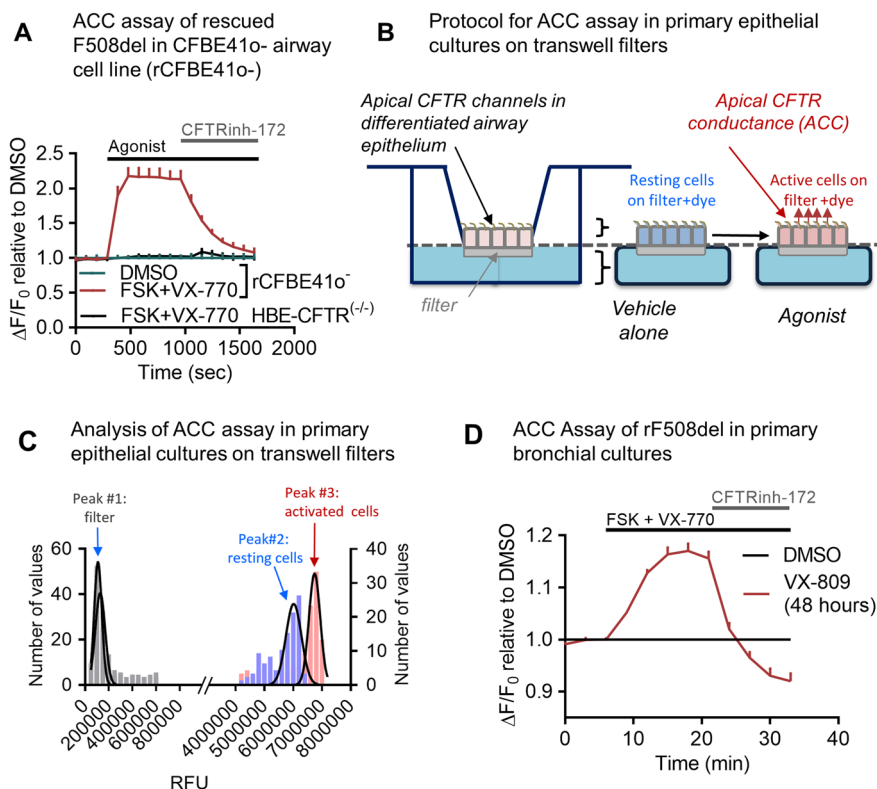 A
ACC assay of rescued
F508del in CFBE41o- airway
cell line (rCFBE41o-)
CFTRinh-172
Agonist
2.5
2.0
1.5
1.0
0.5
0.0
ΔF/F0 relative to DMSO
DMSO
FSK+VX-770
rCFBE41o-
FSK+VX-770 HBE-CFTR(-/-)
0 500 1000 1500 2000
Time (sec)
B
Protocol for ACC assay in primary epithelial
cultures on transwell filters
Apical CFTR channels in
differentiated airway
epithelium
Apical CFTR
conductance (ACC)
Resting cells
on filter+dye
Active cells on
filter +dye
filter
Vehicle
alone
Agonist
C
Analysis of ACC assay in primary
epithelial cultures on transwell filters
Peak #1:
filter
Peak#2:
resting cells
Peak #3:
activated cells
60
40
20
0
Number of values
40
30
20
10
0
Number of values
0 200000 400000 600000 800000 4000000 5000000 6000000 7000000 8000000
RFU
D
ACC Assay of rF508del in primary
bronchial cultures
CFTRinh-172
FSK + VX-770
1.2
1.1
1.0
0.9
ΔF/F0 relative to DMSO
DMSO
VX-809
(48 hours)
0 10 20 30 40
Time (min)